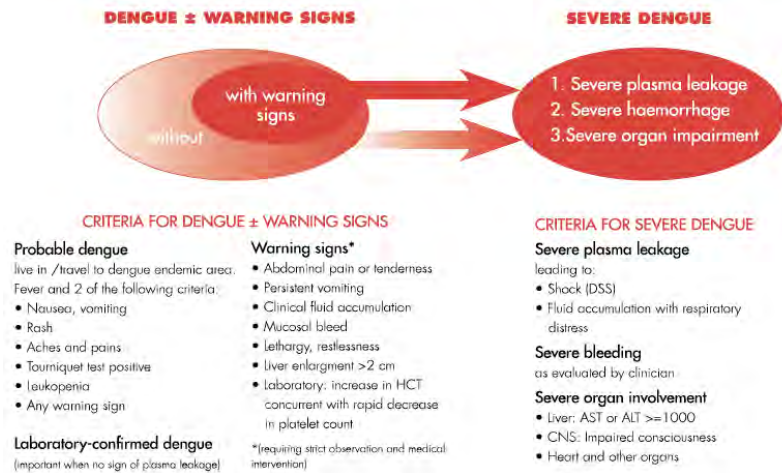 DENGUE ± WARNING SIGNS
SEVERE DENGUE
with warning
signs
without
1. Severe plasma leakage
2. Severe haemorrhage
3.Severe organ impairment
CRITERIA FOR DENGUE ± WARNING SIGNS
Probable dengue
live in /travel to dengue endemic area.
Fever and 2 of the following criteria:
• Nausea, vomiting
• Rash
• Aches and pains
• Tourniquet test positive
• Leukopenia
• Any warning sign
Laboratory-confirmed dengue
(important when no sign of plasma leakage)
Warning signs*
• Abdominal pain or tenderness
• Persistent vomiting
• Clinical fluid accumulation
• Mucosal bleed
• Lethargy, restlessness
• Liver enlargment >2 cm
• Laboratory: increase in HCT
concurrent with rapid decrease
in platelet count
*(requiring strict observation and medical
intervention)
CRITERIA FOR SEVERE DENGUE
Severe plasma leakage
leading to:
• Shock (DSS)
• Fluid accumulation with respiratory
distress
Severe bleeding
as evaluated by clinician
Severe organ involvement
• Liver: AST or ALT >=1000
• CNS: Impaired consciousness
• Heart and other organs